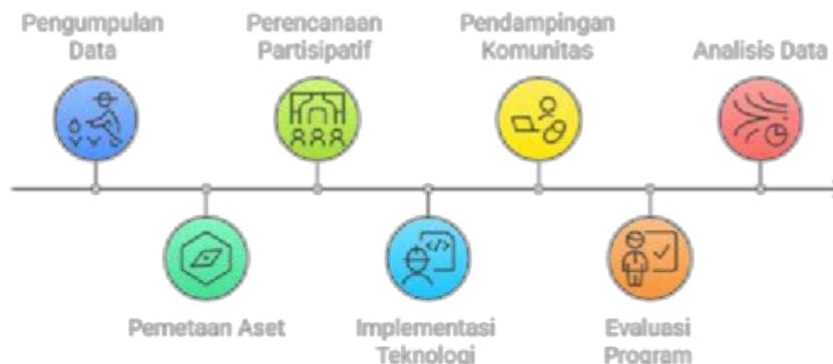 Pengumpulan
Data
Perencanaan
Partisipatif
Pendampingan
Komunitas
Analisis Data
Pemetaan Aset
Implementasi
Teknologi
Evaluasi
Program